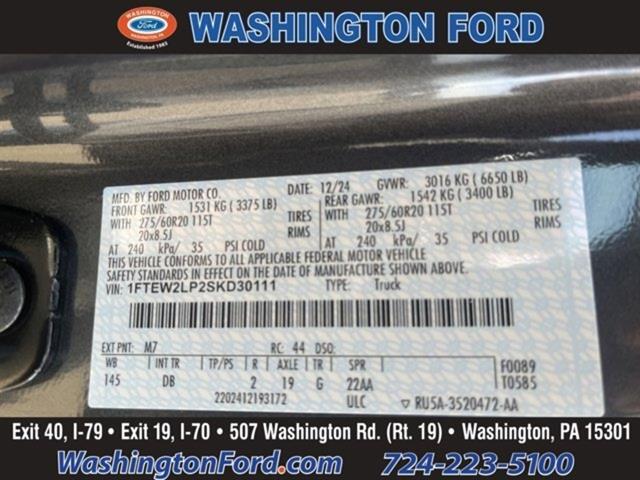 WASHINGTON FORD
WASHINGTON
Ford
WASHINGTON, PA
Established 1985
MFD. BY FORD MOTOR CO.
DATE: 12/24 GVWR: 3016 KG ( 6650 LB)
FRONT GAWR: 1531 KG ( 3375 LB)
REAR GAWR: 1542 KG ( 3400 LB)
WITH 275/60R20 115T TIRES
WITH 275/60R20 115T TIRES
20x8.5J RIMS
20x8.5J RIMS
AT 240 kPa/ 35 PSI COLD
AT 240 kPa/ 35 PSI COLD
THIS VEHICLE CONFORMS TO ALL APPLICABLE FEDERAL MOTOR VEHICLE
SAFETY STANDARDS IN EFFECT ON THE DATE OF MANUFACTURE SHOWN ABOVE.
VIN: 1FTEW2LP2SKD30111 TYPE: Truck
EXT PNT: M7 RC: 44 DSO:
WB INT TR TP/PS R AXLE TR SPR F0089
145 DB 2 19 G 22AA T0585
2202412193172 ULC ▽ RU5A-3520472-AA
Exit 40, I-79 • Exit 19, I-70 • 507 Washington Rd. (Rt. 19) • Washington, PA 15301
WashingtonFord.com 724-223-5100